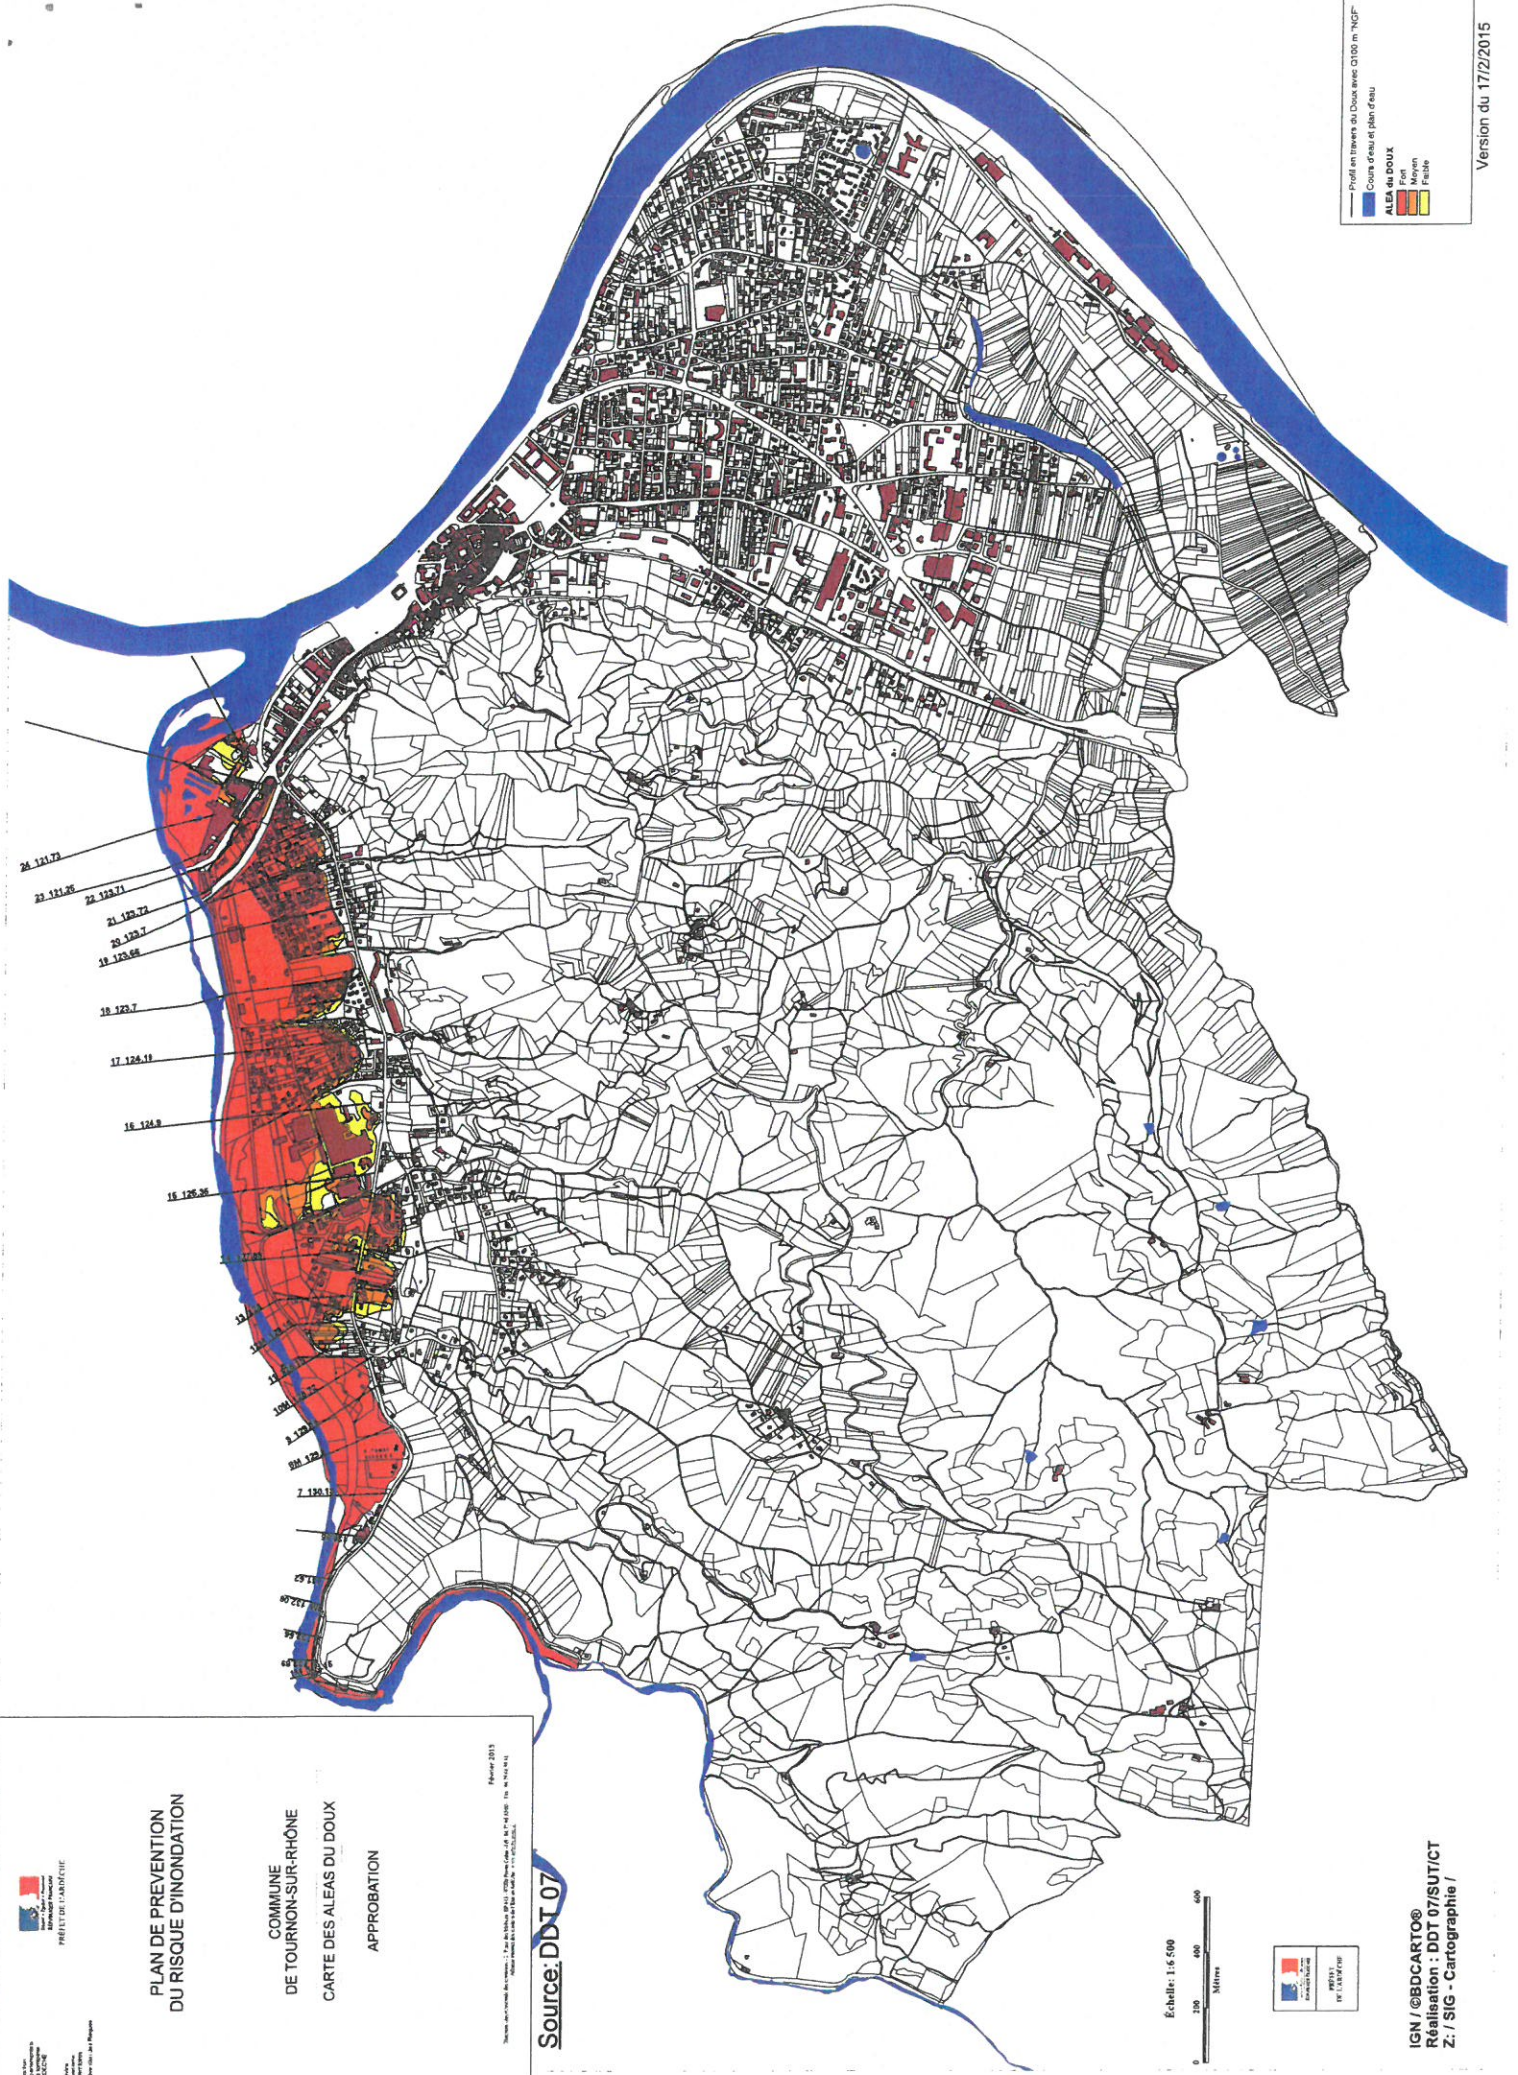 PRÉFET DE L'ARDÈCHE
PLAN DE PREVENTION
DU RISQUE D'INONDATION
COMMUNE
DE TOURNON-SUR-RHÔNE
CARTE DES ALEAS DU DOUX
APPROBATION
Février 2015
Source: DDT 07
24 121.73
23 121.26
22 123.71
21 123.72
20 123.7
19 123.66
18 123.7
17 124.19
16 124.9
15 126.36
Profil en travers du Doux avec Q100 m "NGF"
Cours d'eau et plan d'eau
ALEA du DOUX
Fort
Moyen
Faible
Version du 17/2/2015
Échelle: 1:6 500
0 200 400 600
Mètres
PRÉFET
DE L'ARDÈCHE
IGN / ©BDCARTO®
Réalisation : DDT 07/SUT/CT
Z: / SIG - Cartographie /